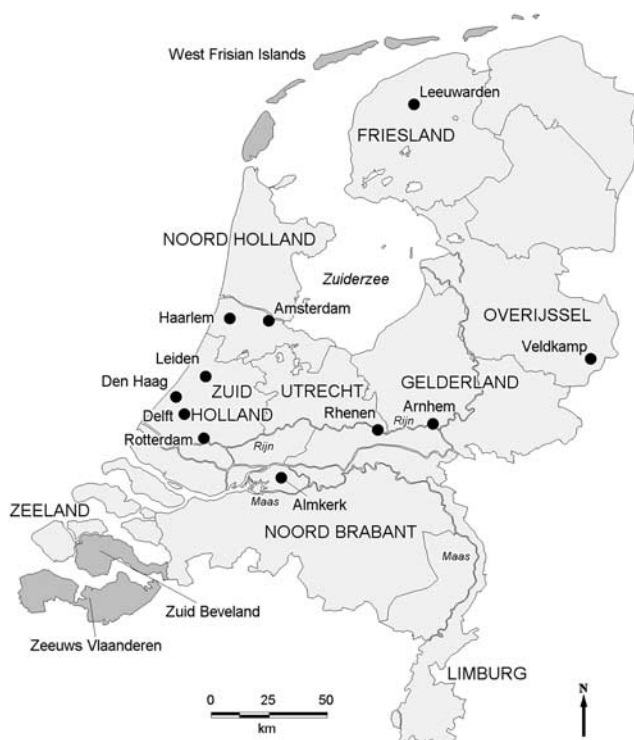 West Frisian Islands
Leeuwarden
FRIESLAND
NOORD HOLLAND
Zuiderzee
Haarlem
Amsterdam
OVERIJSSEL
Veldkamp
Leiden
Den Haag
ZUID
HOLLAND
UTRECHT
GELDERLAND
Delft
Rhenen
Arnhem
Rijn
Rotterdam
Rijn
Maas
Almkerk
ZEELAND
NOORD BRABANT
Maas
Zuid Beveland
Zeeuws Vlaanderen
LIMBURG
0 25 50
km
N